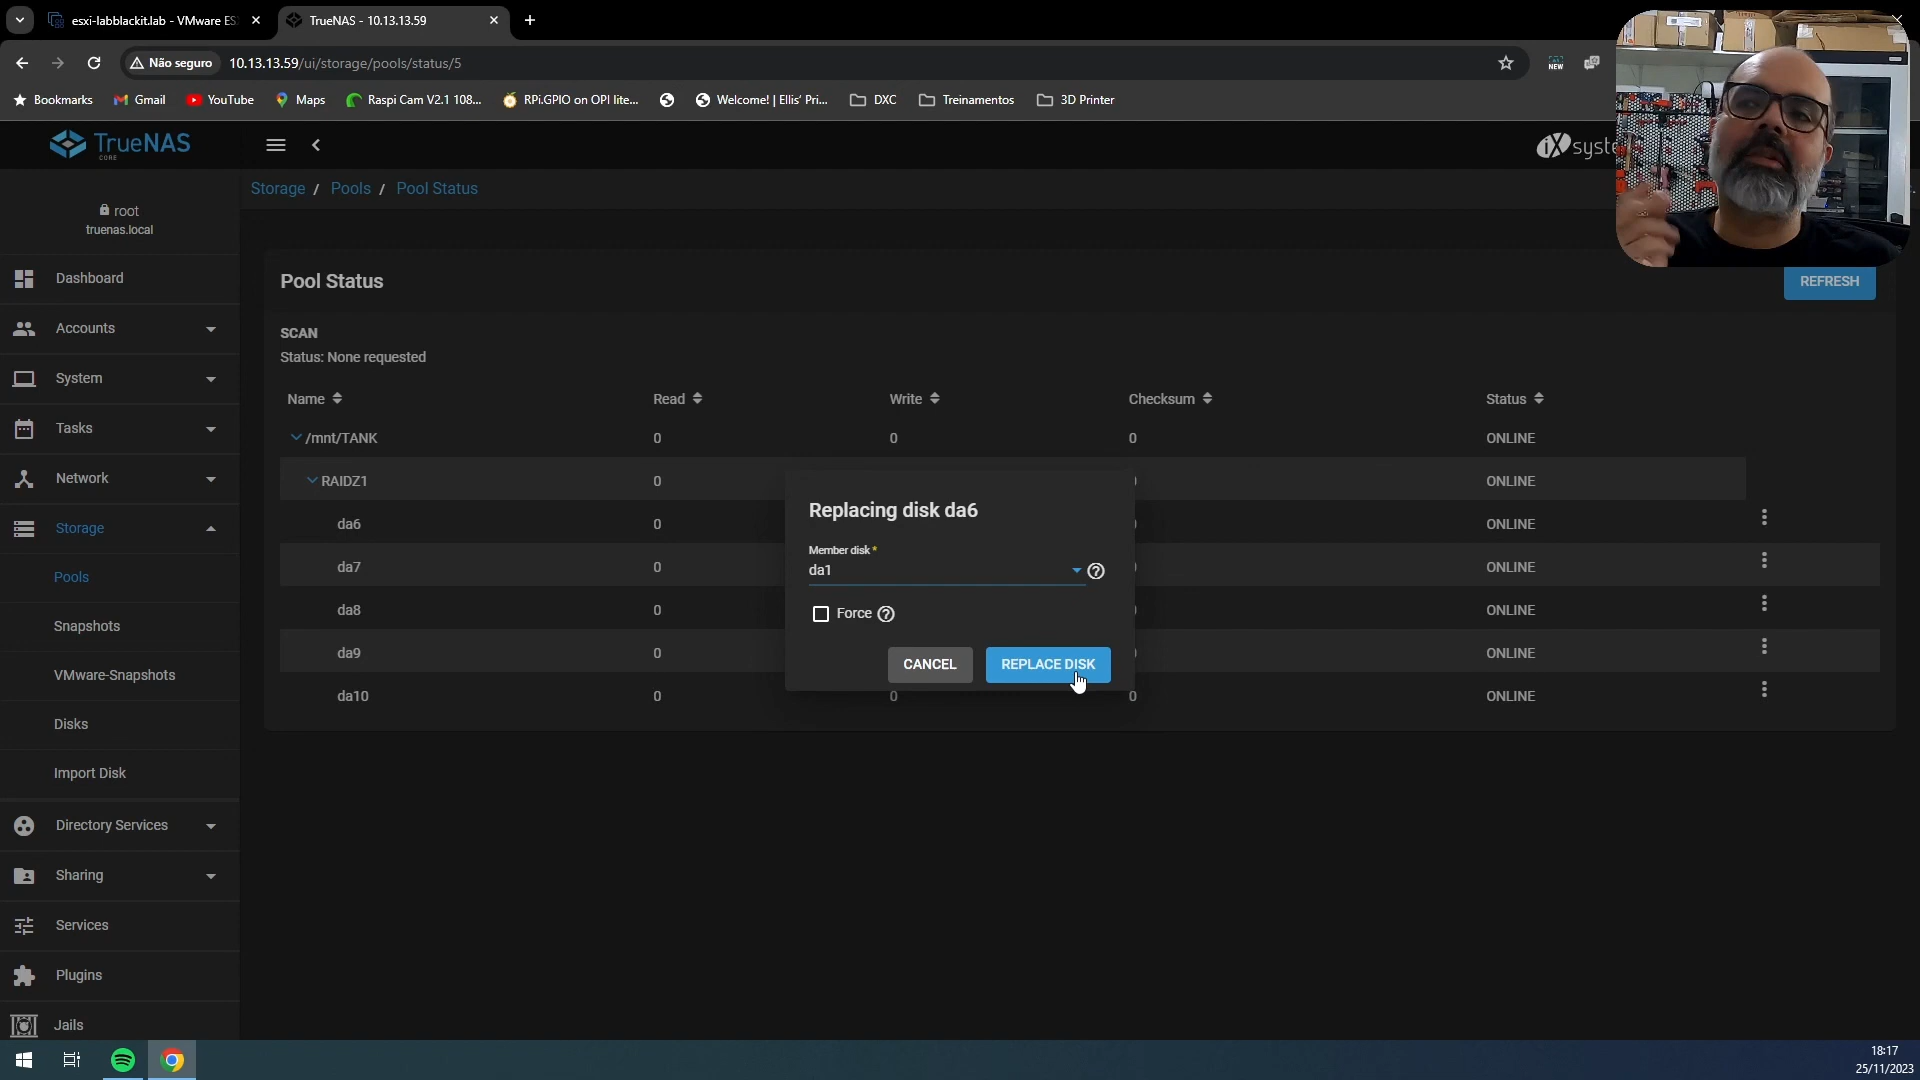 esxi-labblackit.lab - VMware ES
TrueNAS - 10.13.13.59
Não seguro
10.13.13.59/ui/storage/pools/status/5
NEW
Bookmarks
Gmail
YouTube
Maps
Raspi Cam V2.1 108...
RPi.GPIO on OPI lite...
Welcome! | Ellis' Pri...
DXC
Treinamentos
3D Printer
TrueNAS
CORE
iXsyste
Storage / Pools / Pool Status
root
truenas.local
Dashboard
Accounts
System
Tasks
Network
Storage
Pools
Snapshots
VMware-Snapshots
Disks
Import Disk
Directory Services
Sharing
Services
Plugins
Jails
Pool Status
REFRESH
SCAN
Status: None requested
Name Read Write Checksum Status
/mnt/TANK 0 0 0 ONLINE
RAIDZ1 0 ONLINE
da6 0 ONLINE
da7 0 ONLINE
da8 0 ONLINE
da9 0 ONLINE
da10 0 0 0 ONLINE
Replacing disk da6
Member disk *
da1
Force
CANCEL
REPLACE DISK
18:17
25/11/2023